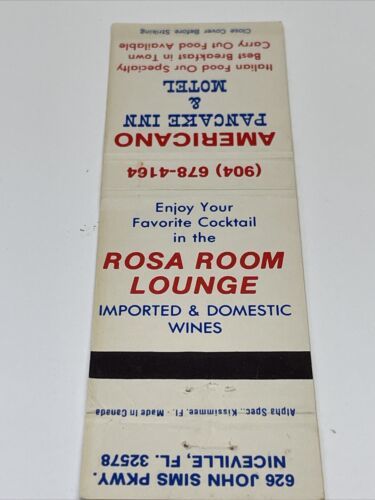 Close Cover Before Striking
Italian Food Our Specialty
Best Breakfast in Town
Carry Out Food Available
AMERICANO
PANCAKE INN
&
MOTEL
(904) 678-4164
Enjoy Your
Favorite Cocktail
in the
ROSA ROOM
LOUNGE
IMPORTED & DOMESTIC
WINES
Alpha Spec., Kissimmee, Fl. · Made In Canada
626 JOHN SIMS PKWY.
NICEVILLE, FL. 32578